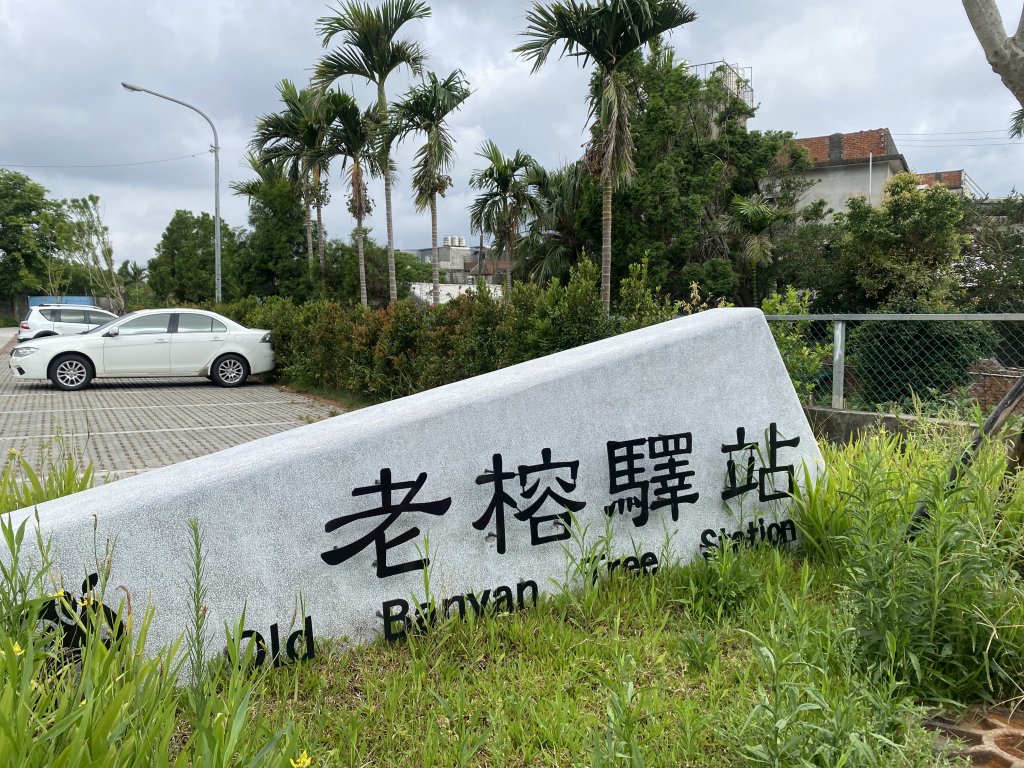 老榕驛站
Old Banyan Tree Station